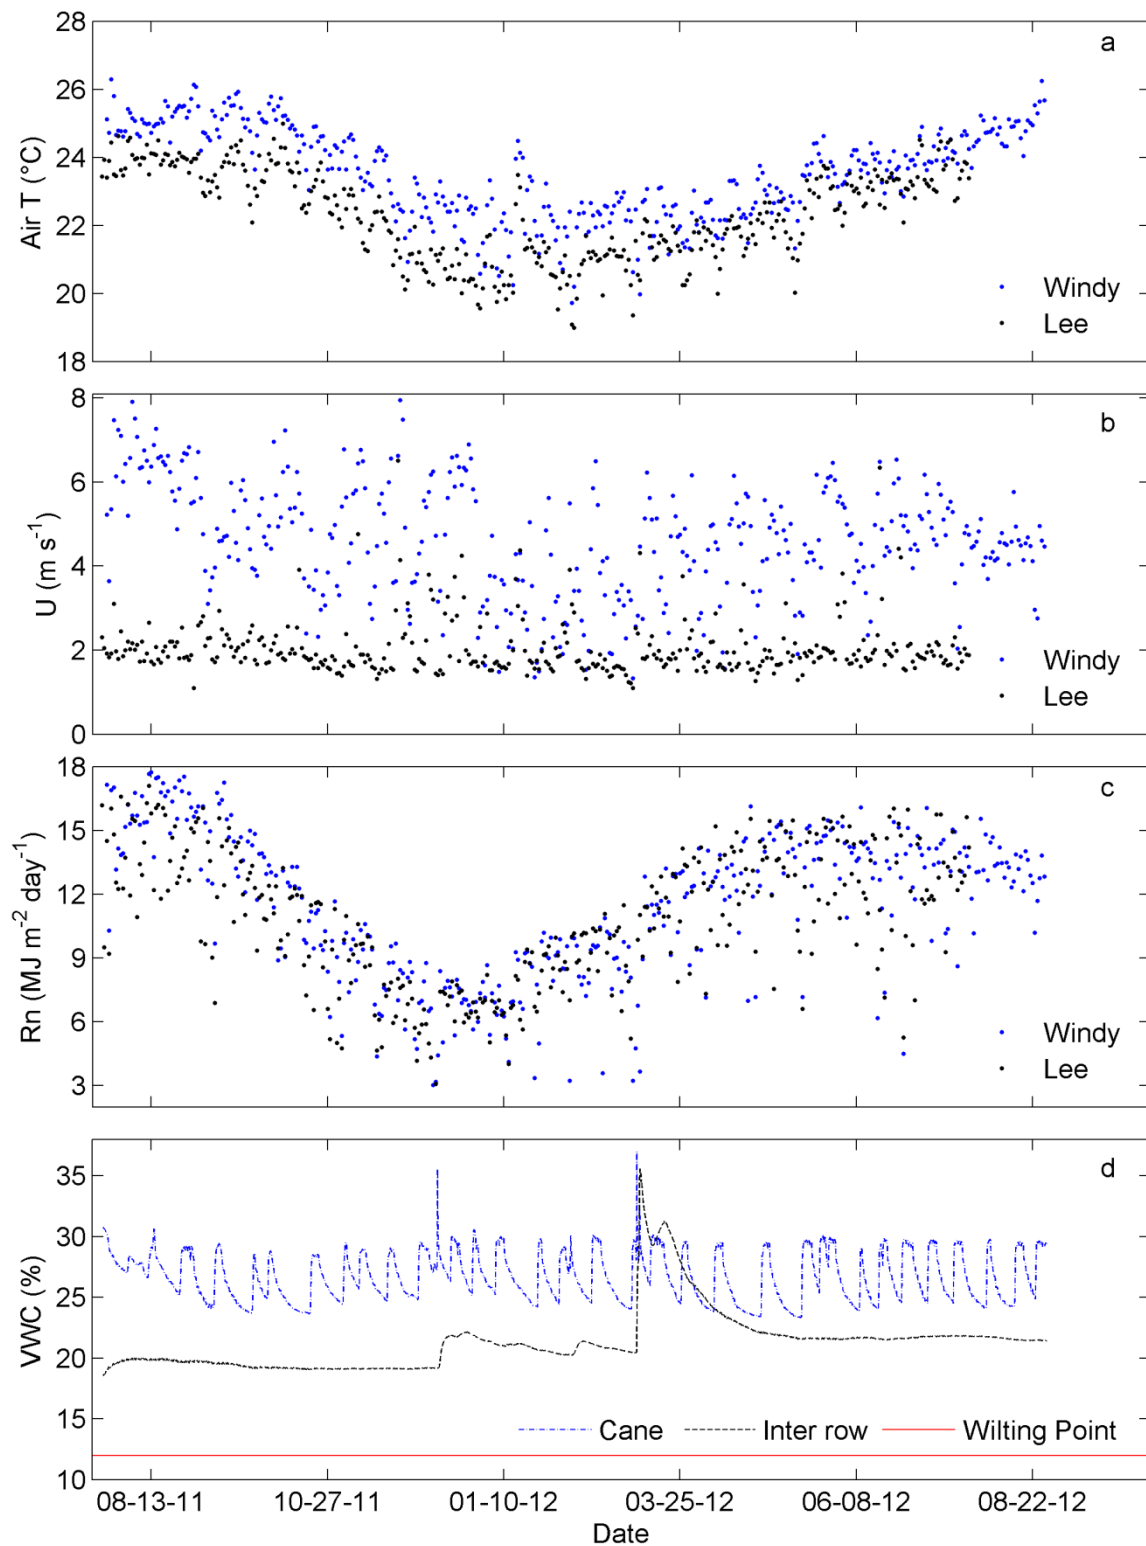 28
a
26
24
22
20
18
Air T (°C)
Windy
Lee
8
b
6
4
2
0
U (m s⁻¹)
Windy
Lee
18
c
15
12
9
6
3
Rn (MJ m⁻² day⁻¹)
Windy
Lee
d
35
30
25
20
15
10
VWC (%)
Cane Inter row Wilting Point
08-13-11 10-27-11 01-10-12 03-25-12 06-08-12 08-22-12
Date